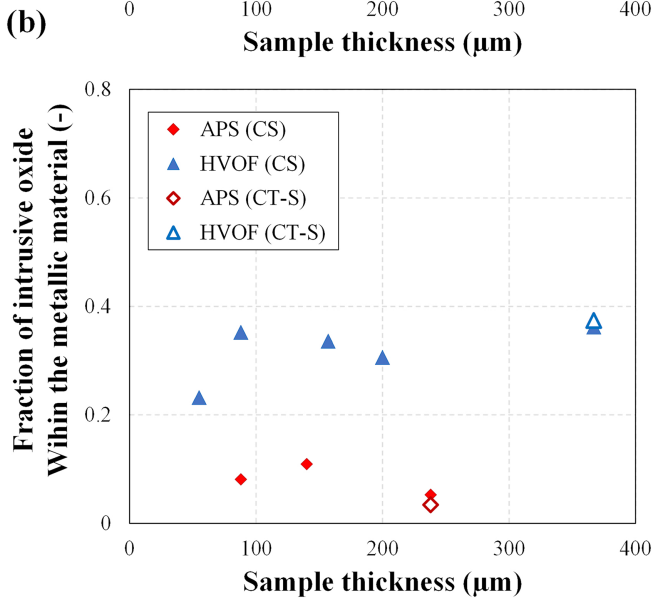 (b)
0 100 200 300 400
Sample thickness (μm)
0.8
0.6
0.4
0.2
0
APS (CS)
HVOF (CS)
APS (CT-S)
HVOF (CT-S)
Fraction of intrusive oxide
Wihin the metallic material (-)
0 100 200 300 400
Sample thickness (μm)